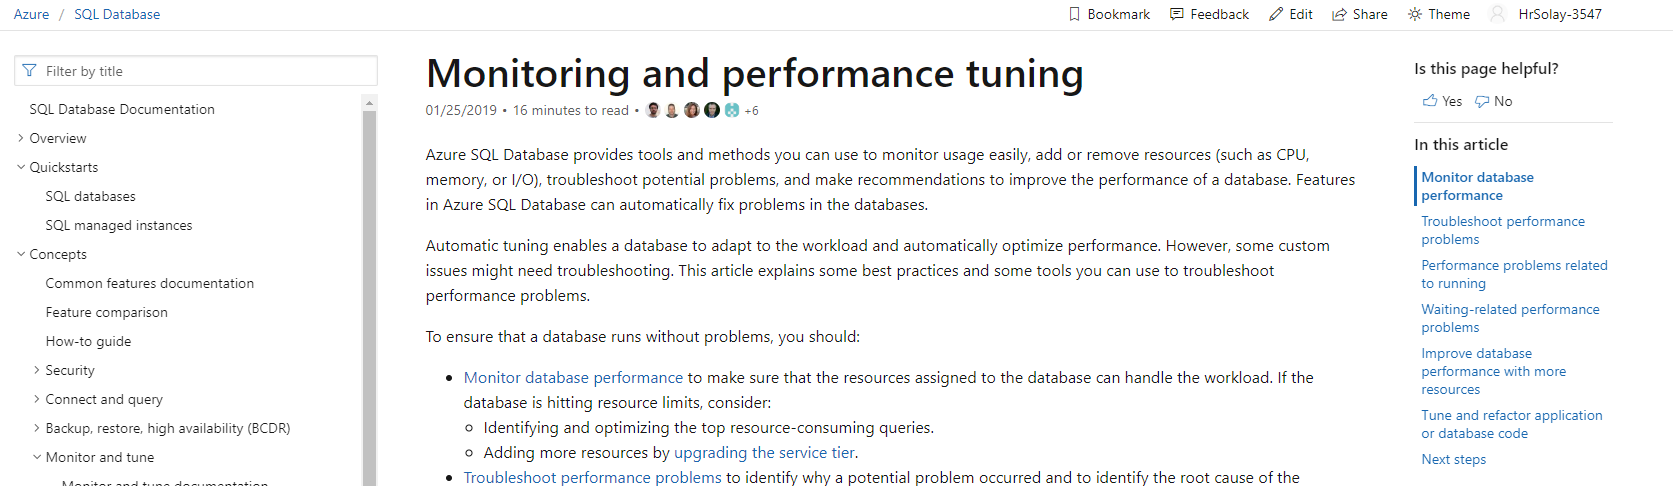 Azure / SQL Database
Bookmark Feedback Edit Share Theme HrSolay-3547
Filter by title
SQL Database Documentation
Overview
Quickstarts
SQL databases
SQL managed instances
Concepts
Common features documentation
Feature comparison
How-to guide
Security
Connect and query
Backup, restore, high availability (BCDR)
Monitor and tune
Monitor and tune documentation
Monitoring and performance tuning
01/25/2019 • 16 minutes to read • +6
Azure SQL Database provides tools and methods you can use to monitor usage easily, add or remove resources (such as CPU,
memory, or I/O), troubleshoot potential problems, and make recommendations to improve the performance of a database. Features
in Azure SQL Database can automatically fix problems in the databases.
Automatic tuning enables a database to adapt to the workload and automatically optimize performance. However, some custom
issues might need troubleshooting. This article explains some best practices and some tools you can use to troubleshoot
performance problems.
To ensure that a database runs without problems, you should:
• Monitor database performance to make sure that the resources assigned to the database can handle the workload. If the
database is hitting resource limits, consider:
○ Identifying and optimizing the top resource-consuming queries.
○ Adding more resources by upgrading the service tier.
• Troubleshoot performance problems to identify why a potential problem occurred and to identify the root cause of the
Is this page helpful?
Yes No
In this article
Monitor database
performance
Troubleshoot performance
problems
Performance problems related
to running
Waiting-related performance
problems
Improve database
performance with more
resources
Tune and refactor application
or database code
Next steps